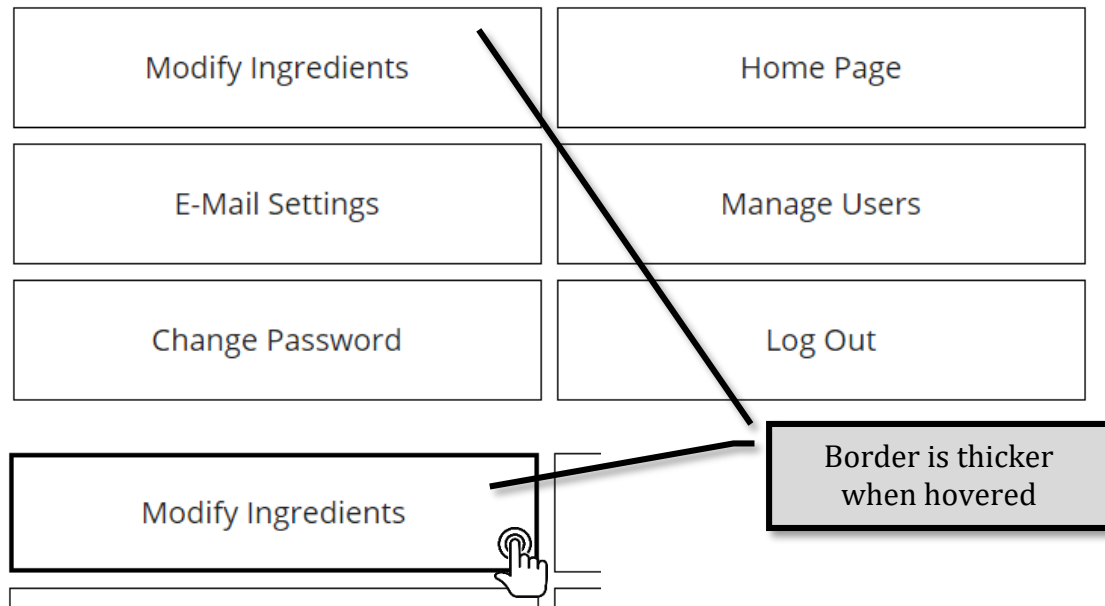 Modify Ingredients
Home Page
E-Mail Settings
Manage Users
Change Password
Log Out
Modify Ingredients
Border is thicker
when hovered